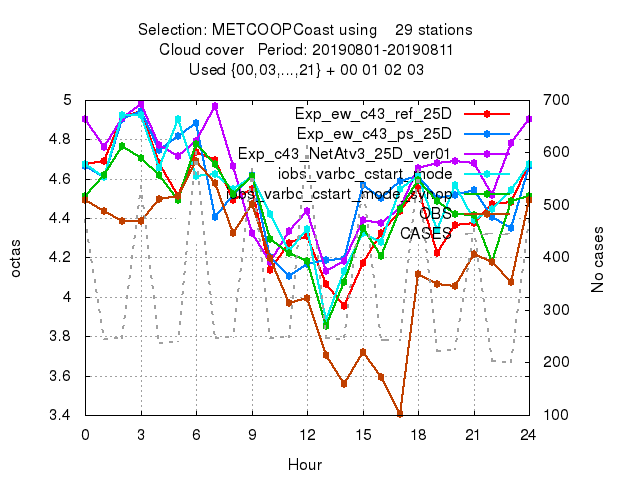 Selection: METCOOPCoast using 29 stations
Cloud cover Period: 20190801-20190811
Used {00,03,...,21} + 00 01 02 03
5 700
4.8 600
4.6
4.4 500
4.2 400
4 300
3.8
3.6 200
3.4 100
octas
No cases
Exp_ew_c43_ref_25D
Exp_ew_c43_ps_25D
Exp_c43_NetAtv3_25D_ver01
iobs_varbc_cstart_mode
iobs_varbc_cstart_mode_synop
OBS
CASES
0 3 6 9 12 15 18 21 24
Hour